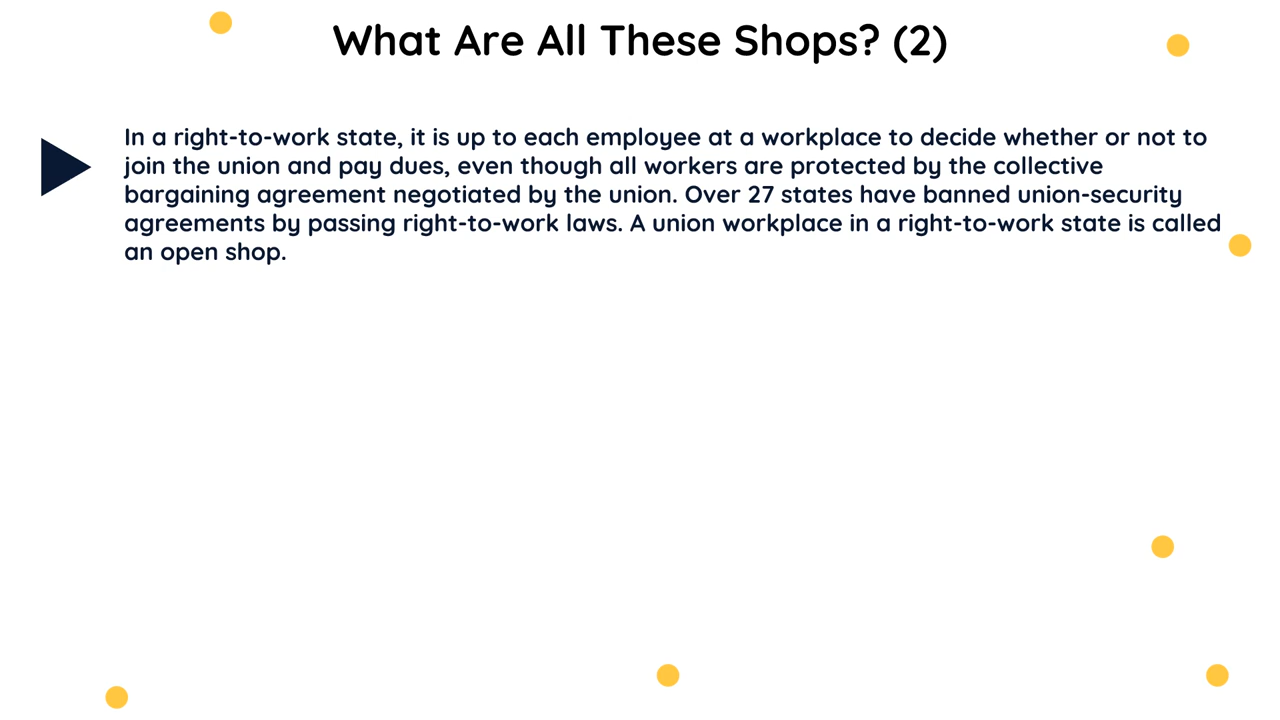 What Are All These Shops? (2)
In a right-to-work state, it is up to each employee at a workplace to decide whether or not to
join the union and pay dues, even though all workers are protected by the collective
bargaining agreement negotiated by the union. Over 27 states have banned union-security
agreements by passing right-to-work laws. A union workplace in a right-to-work state is called
an open shop.